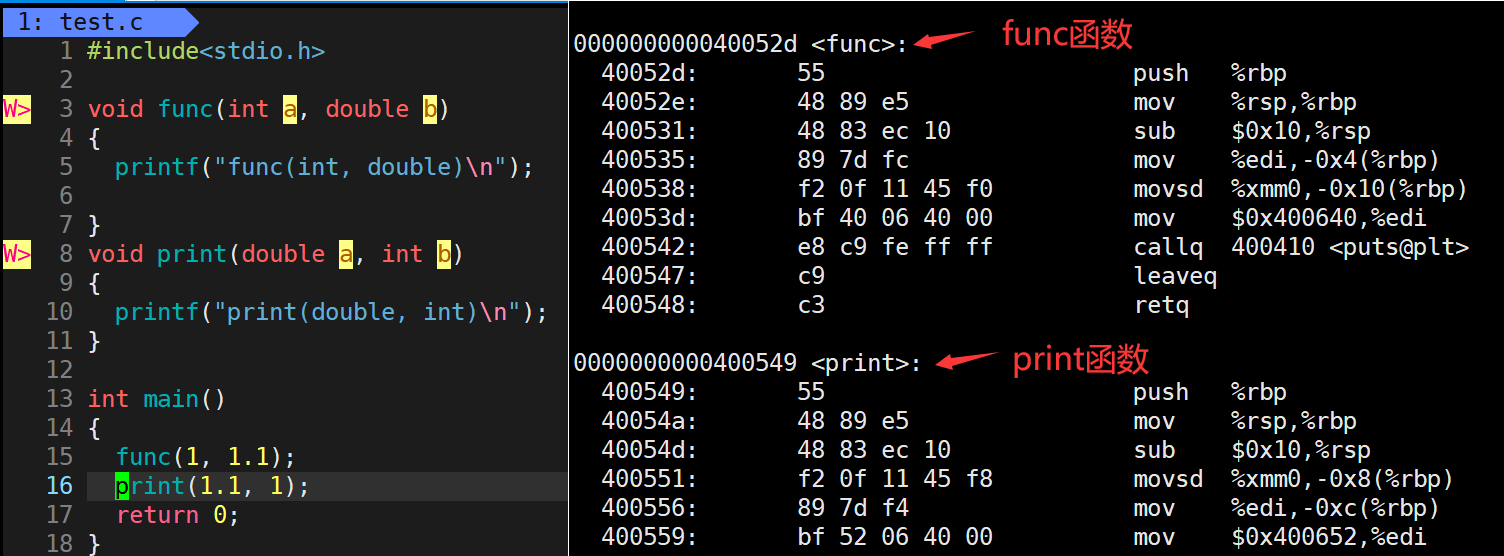 1: test.c
1 #include<stdio.h>
2
W> 3 void func(int a, double b)
4 {
5 printf("func(int, double)\n");
6
7 }
W> 8 void print(double a, int b)
9 {
10 printf("print(double, int)\n");
11 }
12
13 int main()
14 {
15 func(1, 1.1);
16 print(1.1, 1);
17 return 0;
18 }
000000000040052d <func>: func函数
40052d: 55 push %rbp
40052e: 48 89 e5 mov %rsp,%rbp
400531: 48 83 ec 10 sub $0x10,%rsp
400535: 89 7d fc mov %edi,-0x4(%rbp)
400538: f2 0f 11 45 f0 movsd %xmm0,-0x10(%rbp)
40053d: bf 40 06 40 00 mov $0x400640,%edi
400542: e8 c9 fe ff ff callq 400410 <puts@plt>
400547: c9 leaveq
400548: c3 retq
0000000000400549 <print>: print函数
400549: 55 push %rbp
40054a: 48 89 e5 mov %rsp,%rbp
40054d: 48 83 ec 10 sub $0x10,%rsp
400551: f2 0f 11 45 f8 movsd %xmm0,-0x8(%rbp)
400556: 89 7d f4 mov %edi,-0xc(%rbp)
400559: bf 52 06 40 00 mov $0x400652,%edi